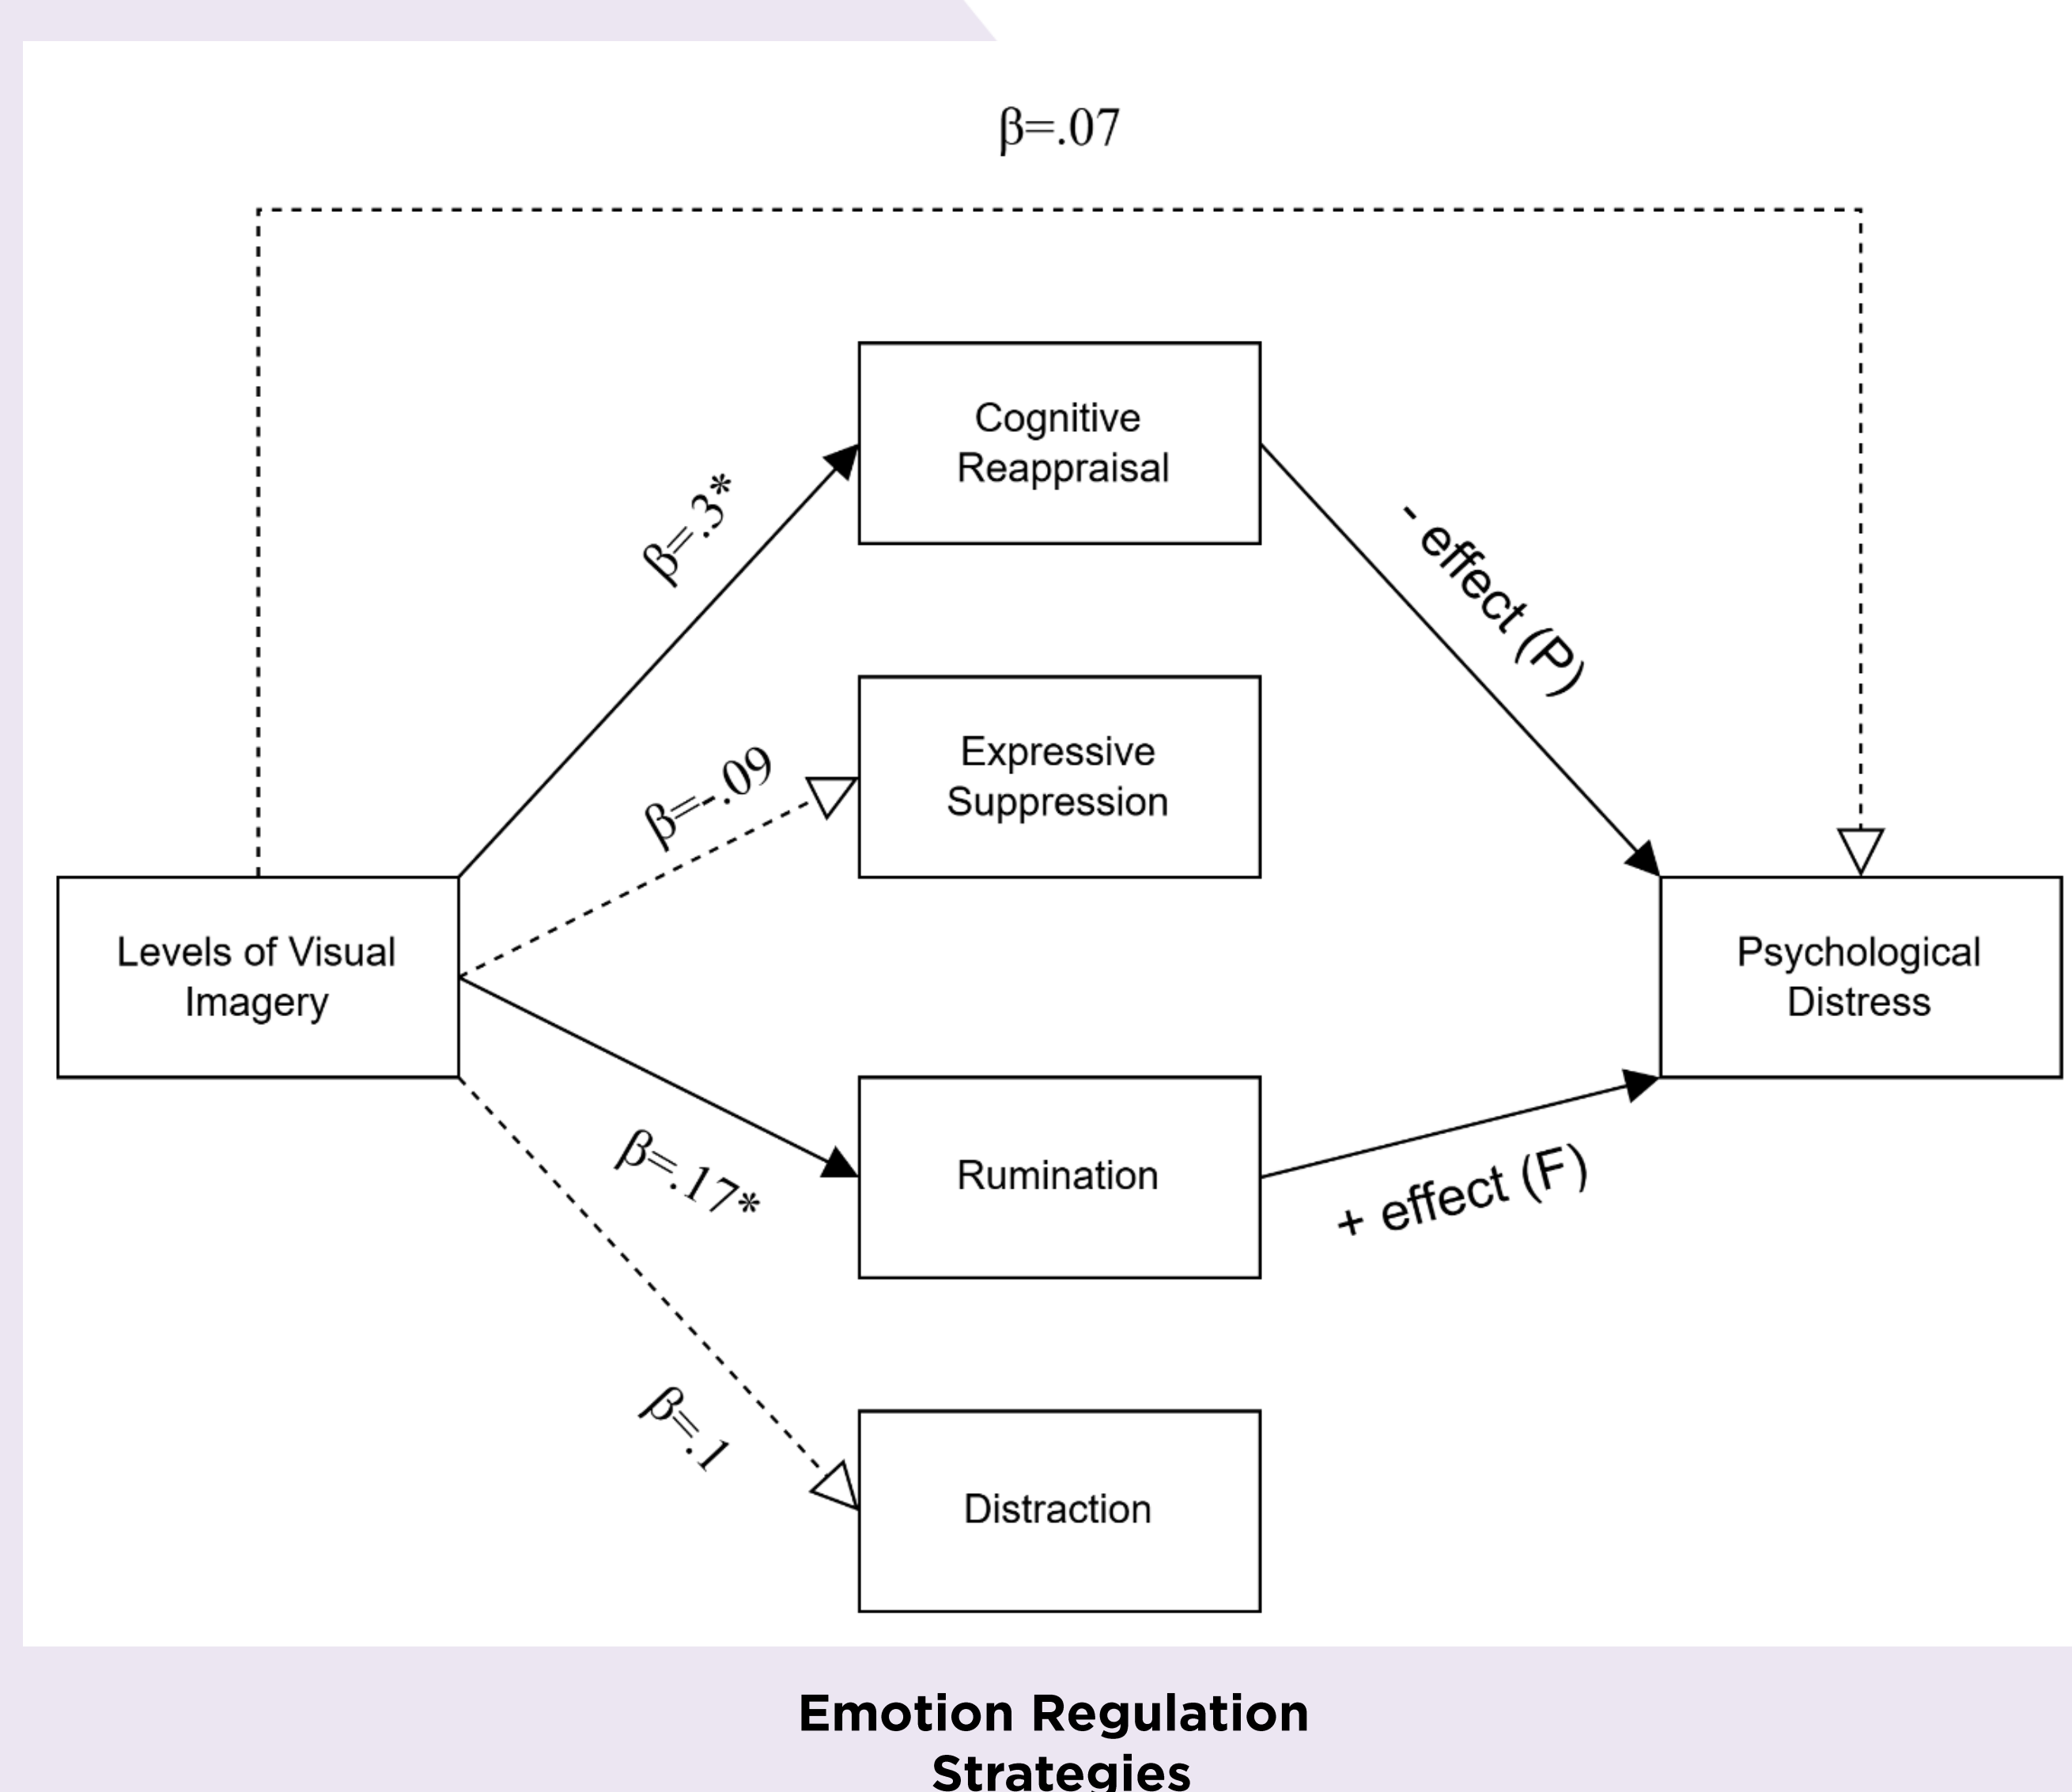 β=.07
Cognitive
Reappraisal
β=.3*
- effect (P)
Expressive
Suppression
β=-.09
Levels of Visual
Imagery
Psychological
Distress
Rumination
β=.17*
+ effect (F)
β=.1
Distraction
Emotion Regulation
Strategies